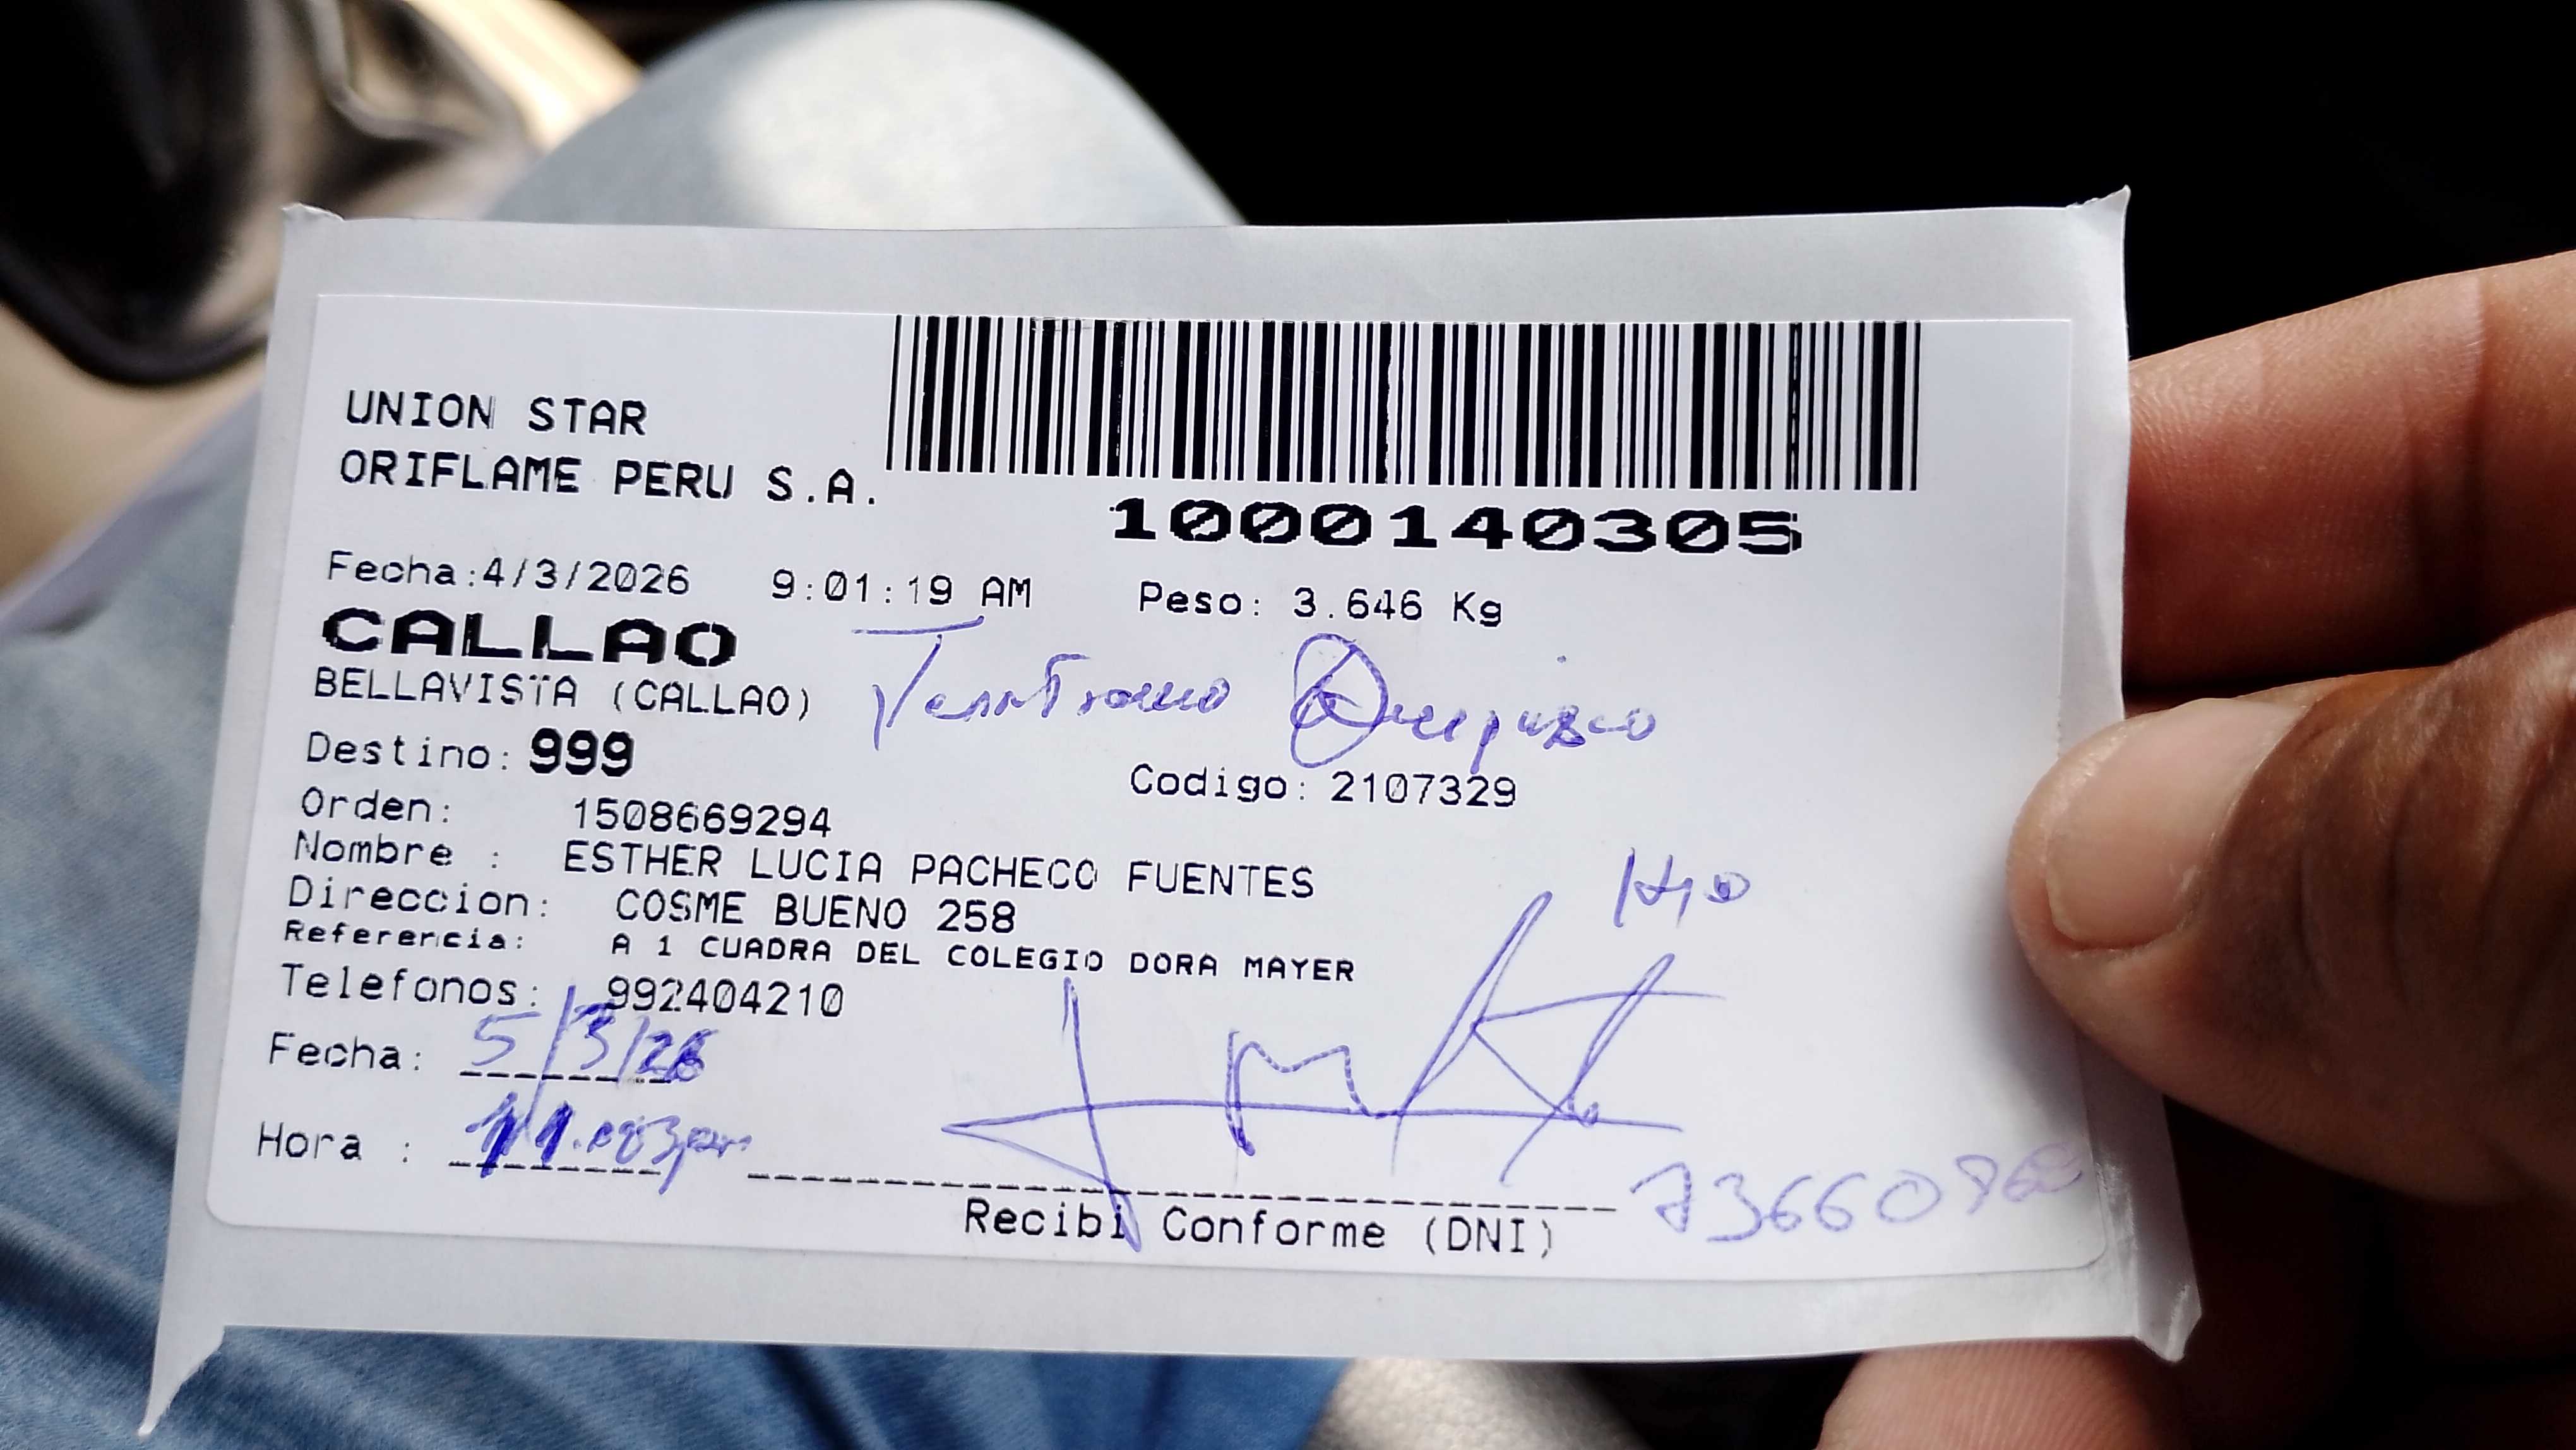 UNION STAR
ORIFLAME PERU S.A.
1000140305
Fecha:4/3/2026 9:01:19 AM Peso: 3.646 Kg
CALLAO
BELLAVISTA (CALLAO)
Destino: 999
Codigo: 2107329
Orden: 1508669294
Nombre : ESTHER LUCIA PACHECO FUENTES
Direccion: COSME BUENO 258
Hijo
Referencia: A 1 CUADRA DEL COLEGIO DORA MAYER
Telefonos: 992404210
Fecha: 5/3/26
Hora :
Recibi Conforme (DNI)